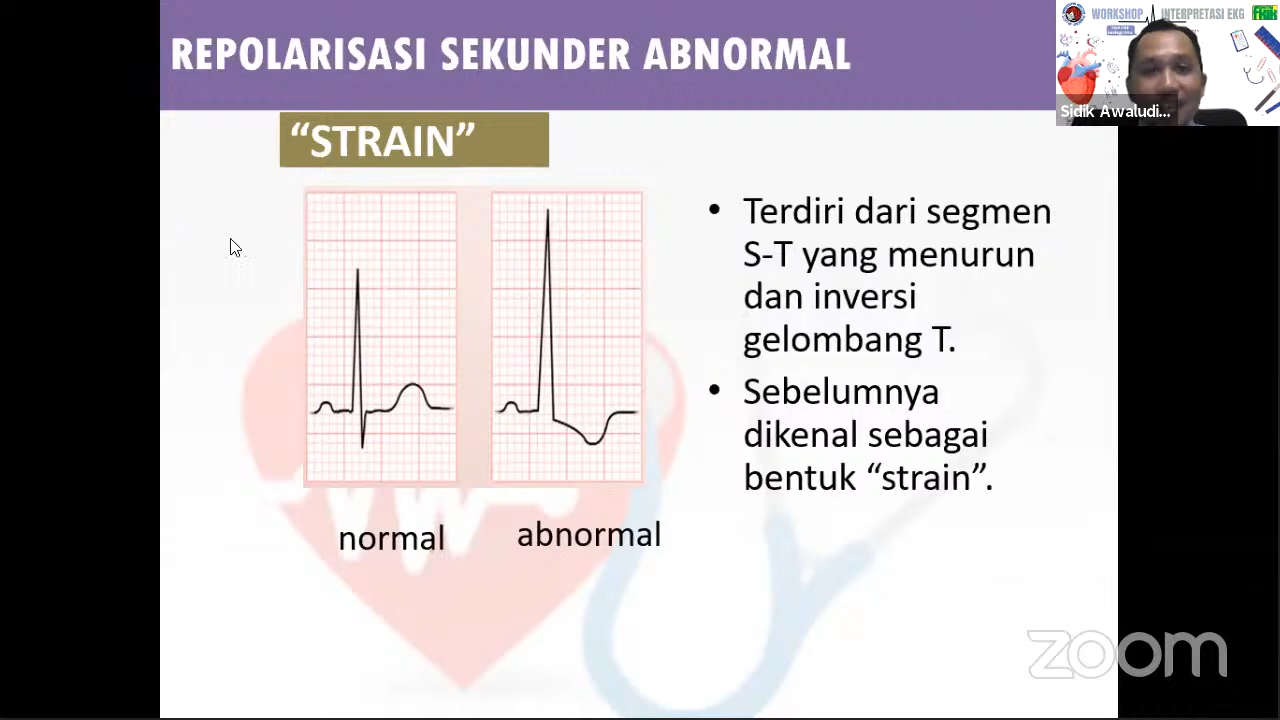 REPOLARISASI SEKUNDER ABNORMAL
WORKSHOP INTERPRETASI EKG
Sidik Awaludi...
“STRAIN”
• Terdiri dari segmen
S-T yang menurun
dan inversi
gelombang T.
• Sebelumnya
dikenal sebagai
bentuk “strain”.
normal
abnormal
zoom